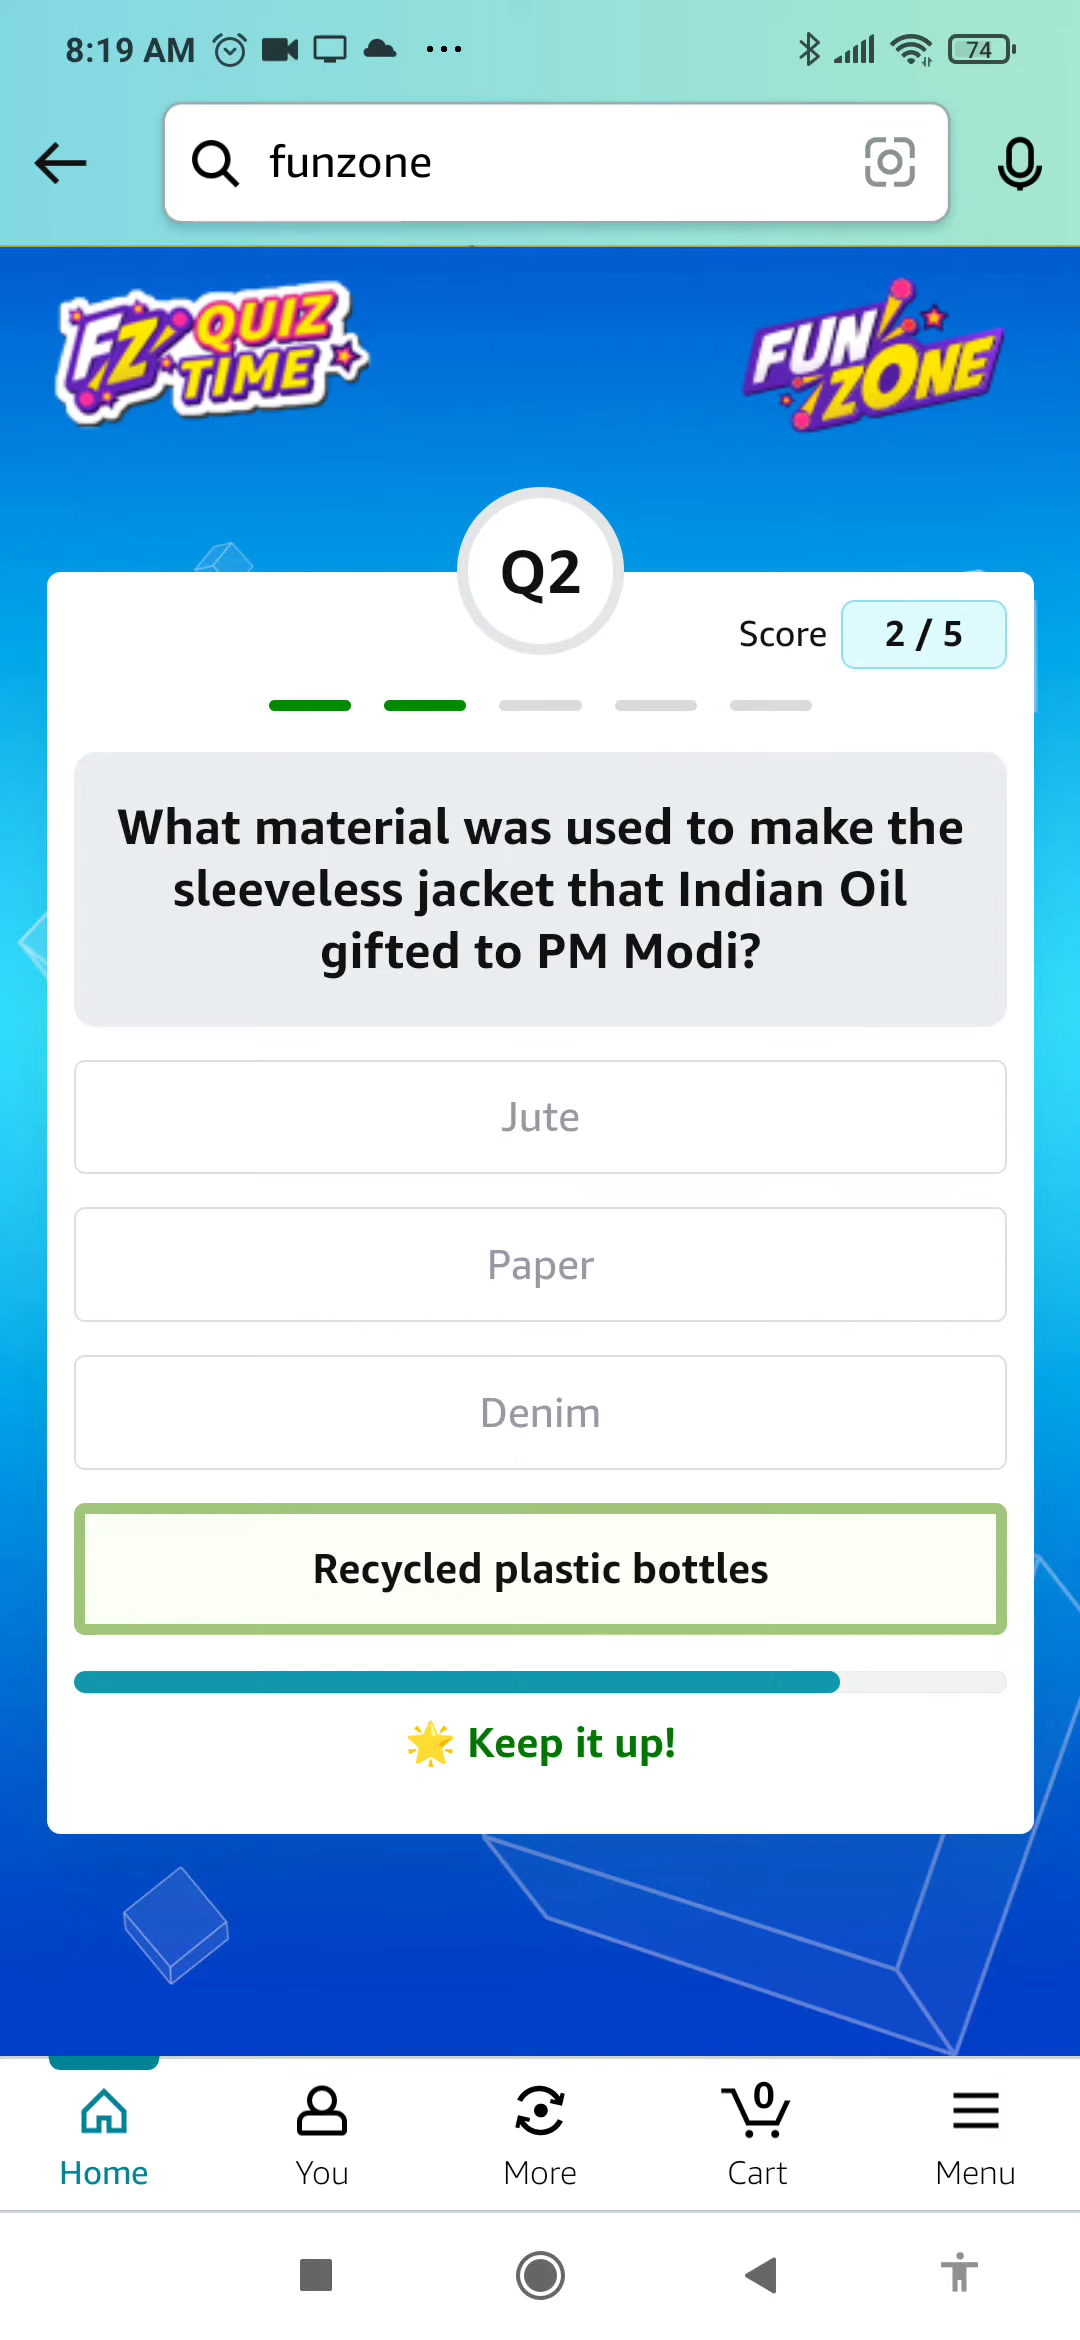 8:19 AM
74
funzone
FZ QUIZ TIME
FUN ZONE
Q2
Score 2 / 5
What material was used to make the
sleeveless jacket that Indian Oil
gifted to PM Modi?
Jute
Paper
Denim
Recycled plastic bottles
🌟 Keep it up!
0
Home You More Cart Menu